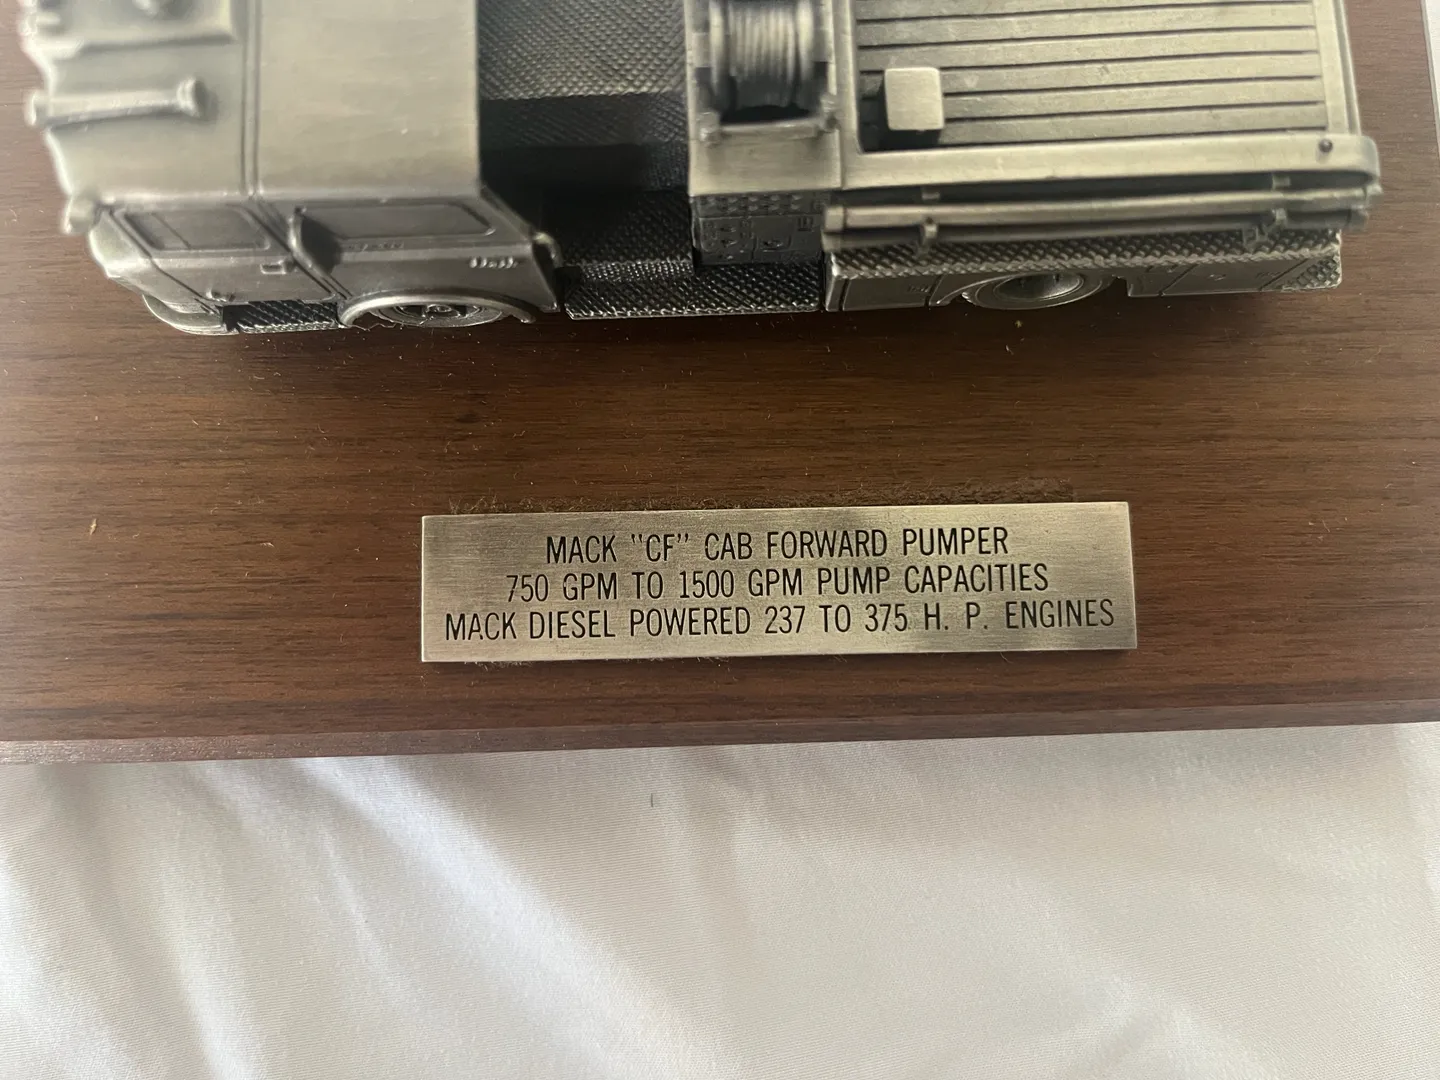 MACK "CF" CAB FORWARD PUMPER
750 GPM TO 1500 GPM PUMP CAPACITIES
MACK DIESEL POWERED 237 TO 375 H. P. ENGINES